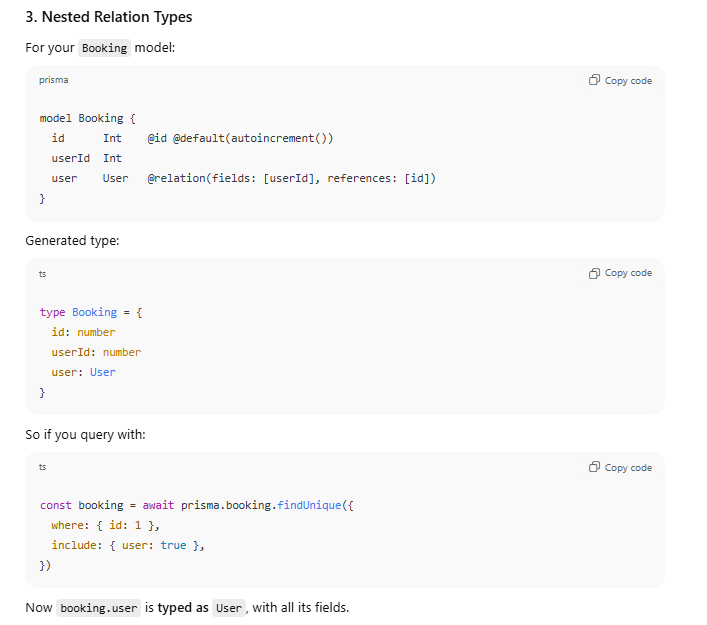 3. Nested Relation Types
For your Booking model:
prisma
Copy code
model Booking {
  id      Int    @id @default(autoincrement())
  userId  Int
  user    User   @relation(fields: [userId], references: [id])
}
Generated type:
ts
Copy code
type Booking = {
  id: number
  userId: number
  user: User
}
So if you query with:
ts
Copy code
const booking = await prisma.booking.findUnique({
  where: { id: 1 },
  include: { user: true },
})
Now booking.user is typed as User, with all its fields.